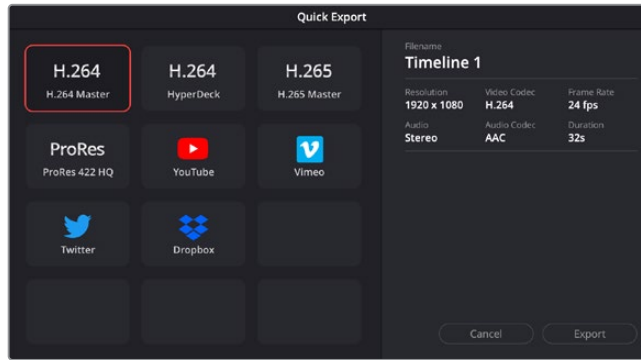 Quick Export
H.264
H.264 Master
H.264
HyperDeck
H.265
H.265 Master
ProRes
ProRes 422 HQ
YouTube
Vimeo
Twitter
Dropbox
Filename
Timeline 1
Resolution Video Codec Frame Rate
1920 x 1080 H.264 24 fps
Audio Audio Codec Duration
Stereo AAC 32s
Cancel Export